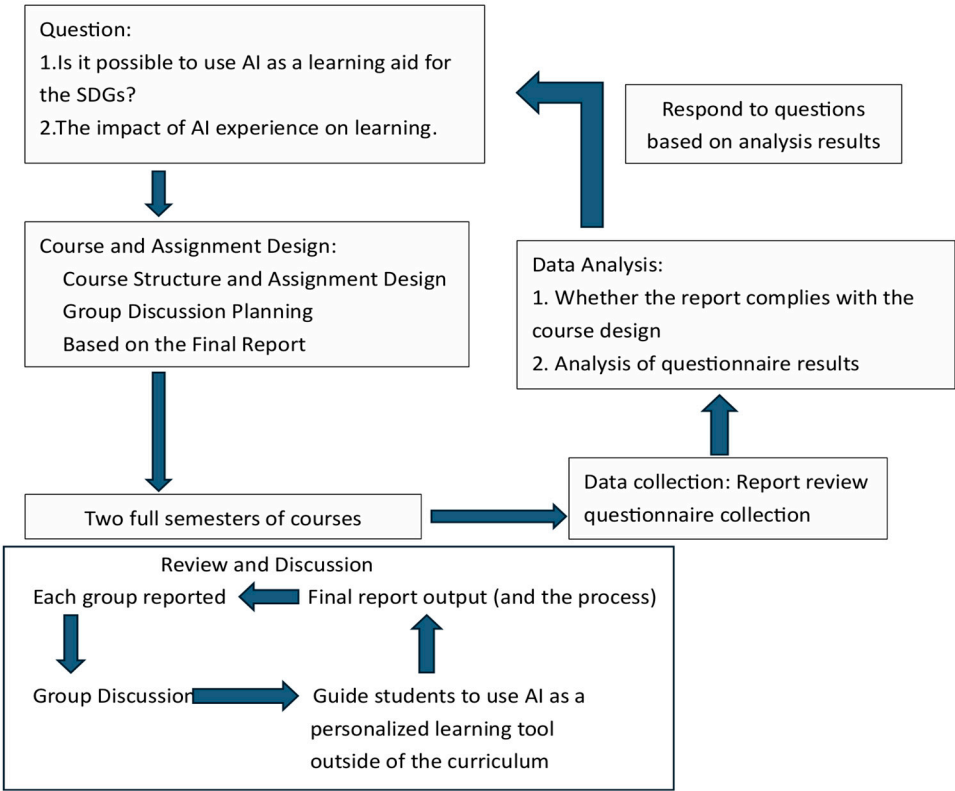 Question:
1.Is it possible to use AI as a learning aid for
the SDGs?
2.The impact of AI experience on learning.
Respond to questions
based on analysis results
Course and Assignment Design:
Course Structure and Assignment Design
Group Discussion Planning
Based on the Final Report
Data Analysis:
1. Whether the report complies with the
course design
2. Analysis of questionnaire results
Two full semesters of courses
Data collection: Report review
questionnaire collection
Review and Discussion
Each group reported
Final report output (and the process)
Group Discussion
Guide students to use AI as a
personalized learning tool
outside of the curriculum